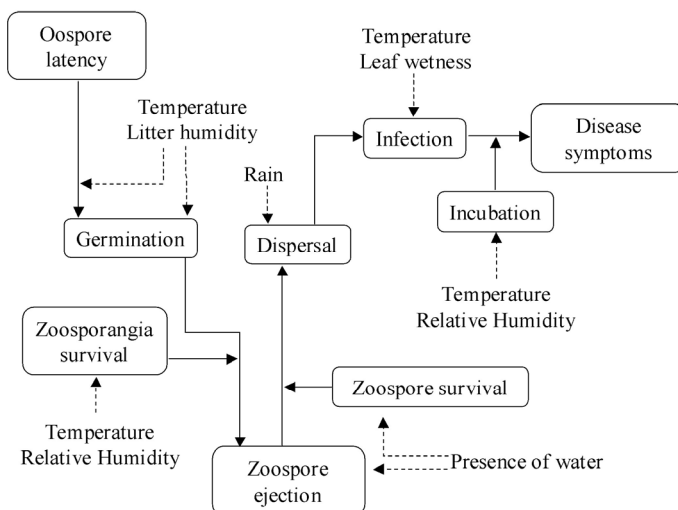 Oospore
latency
Temperature
Litter humidity
Germination
Zoosporangia
survival
Temperature
Relative Humidity
Zoospore
ejection
Presence of water
Zoospore survival
Rain
Dispersal
Temperature
Leaf wetness
Infection
Disease
symptoms
Incubation
Temperature
Relative Humidity